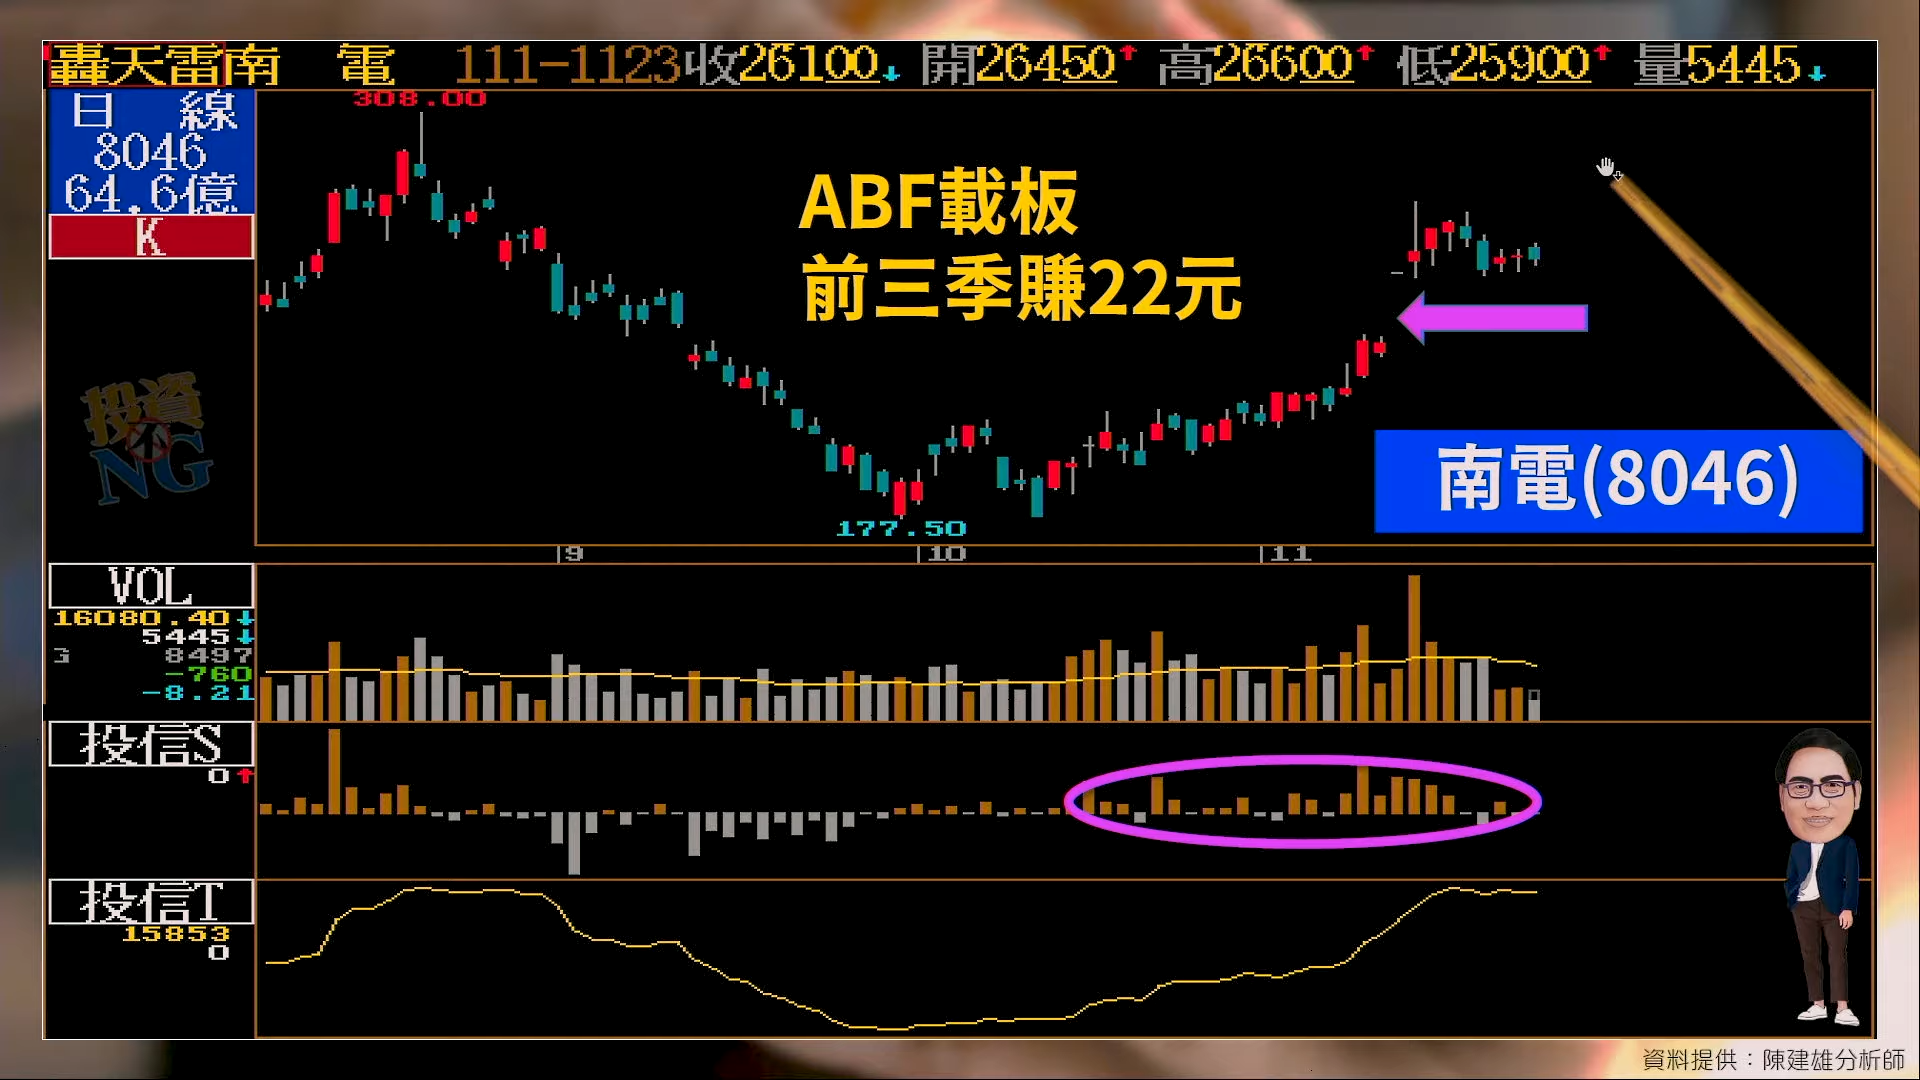 轟天雷南 電 111-1123收26100↓ 開26450↑ 高26600↑ 低25900↑ 量5445↓
日 線
8046
64.6億
K
308.00
ABF載板
前三季賺22元
南電(8046)
投資
不
NG
177.50
9 10 11
VOL
16080.40↓
5445↓
8497
-760
-8.21
投信S
0↑
投信T
15853
0
資料提供：陳建雄分析師